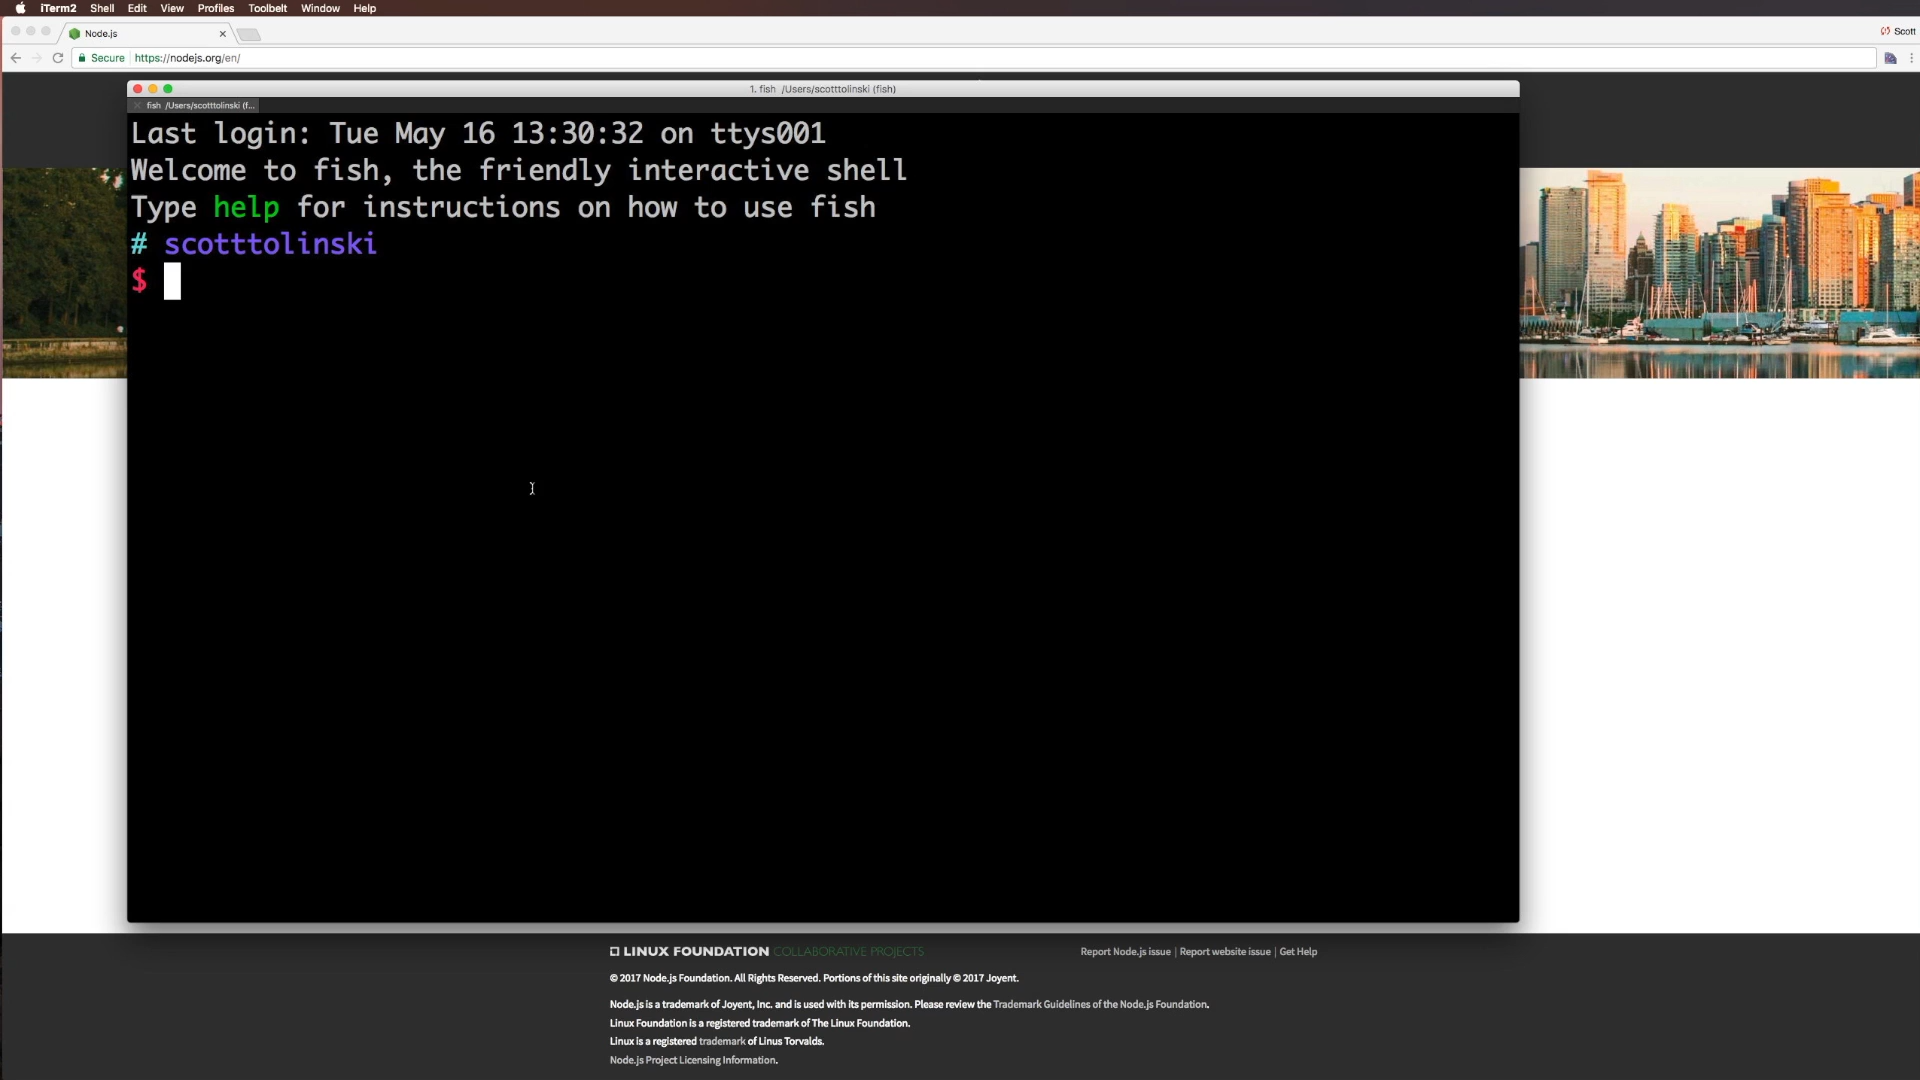 iTerm2 Shell Edit View Profiles Toolbelt Window Help
Node.js
Scott
Secure https://nodejs.org/en/
1. fish /Users/scotttolinski (fish)
fish /Users/scotttolinski (f...
Last login: Tue May 16 13:30:32 on ttys001
Welcome to fish, the friendly interactive shell
Type help for instructions on how to use fish
# scotttolinski
$
LINUX FOUNDATION COLLABORATIVE PROJECTS
Report Node.js issue | Report website issue | Get Help
© 2017 Node.js Foundation. All Rights Reserved. Portions of this site originally © 2017 Joyent.
Node.js is a trademark of Joyent, Inc. and is used with its permission. Please review the Trademark Guidelines of the Node.js Foundation.
Linux Foundation is a registered trademark of The Linux Foundation.
Linux is a registered trademark of Linus Torvalds.
Node.js Project Licensing Information.